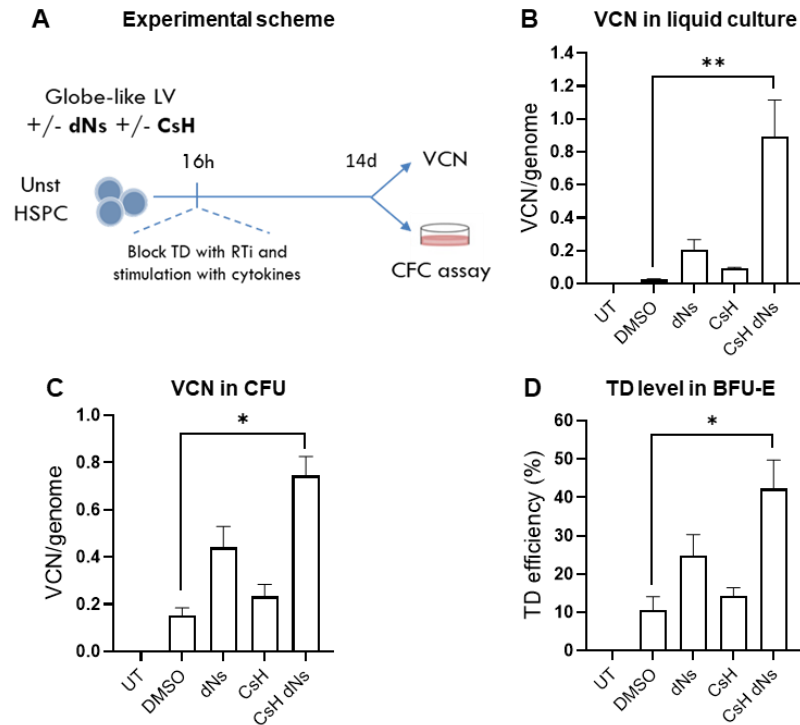 A Experimental scheme
Globe-like LV
+/- dNs +/- CsH
16h
14d
VCN
Unst
HSPC
Block TD with RTi and
stimulation with cytokines
CFC assay
B VCN in liquid culture
VCN/genome
1.4
1.2
1.0
0.8
0.6
0.4
0.2
0.0
**
UT
DMSO
dNs
CsH
CsH dNs
C VCN in CFU
VCN/genome
1.0
0.8
0.6
0.4
0.2
0.0
*
UT
DMSO
dNs
CsH
CsH dNs
D TD level in BFU-E
TD efficiency (%)
60
50
40
30
20
10
0
*
UT
DMSO
dNs
CsH
CsH dNs